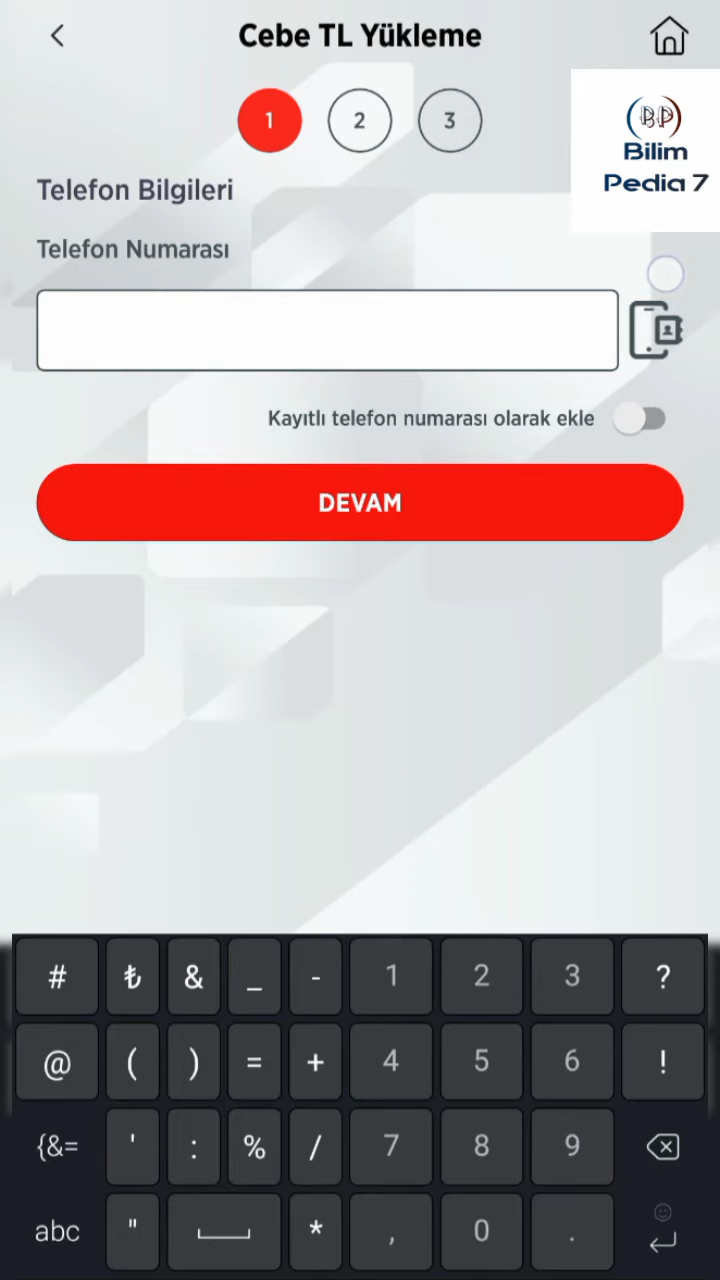 Cebe TL Yükleme
1 2 3
BP
Bilim
Pedia 7
Telefon Bilgileri
Telefon Numarası
Kayıtlı telefon numarası olarak ekle
DEVAM
# ₺ & _ - 1 2 3 ?
@ ( ) = + 4 5 6 !
{&= ' : % / 7 8 9
abc " * , 0 .